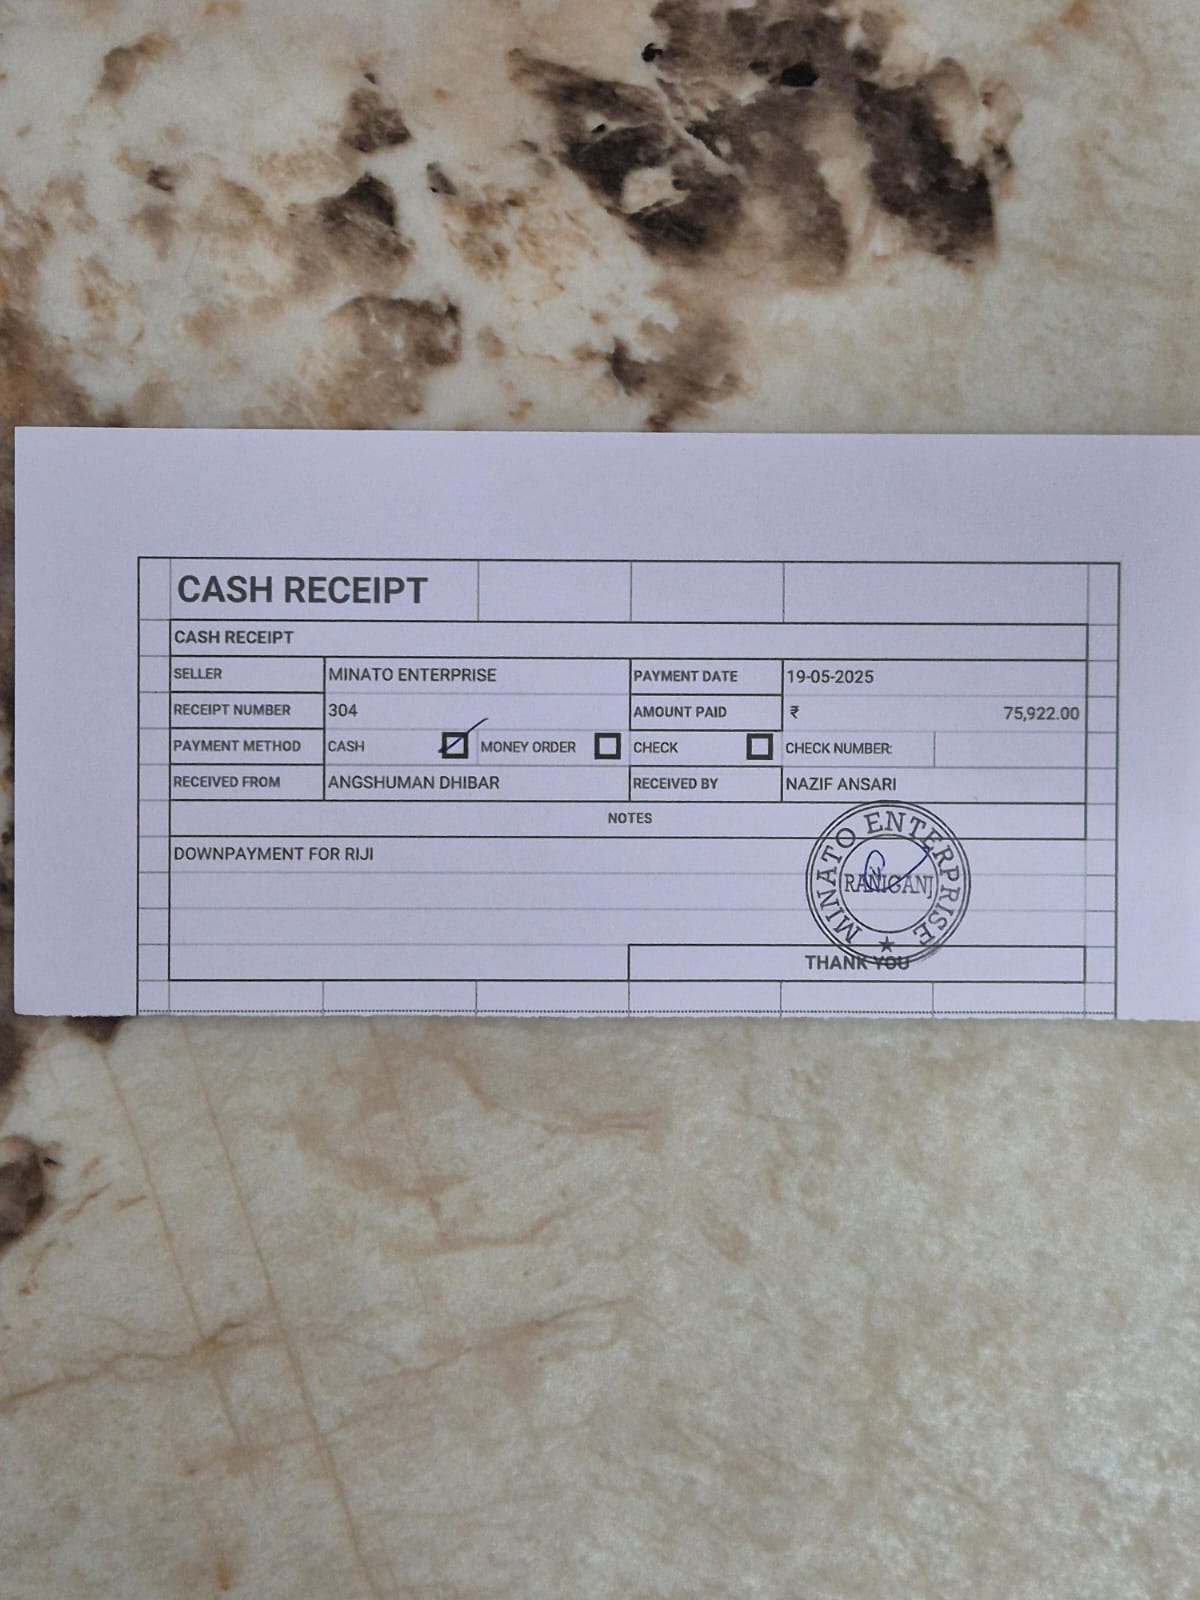 CASH RECEIPT
CASH RECEIPT
SELLER MINATO ENTERPRISE PAYMENT DATE 19-05-2025
RECEIPT NUMBER 304 AMOUNT PAID ₹ 75,922.00
PAYMENT METHOD CASH MONEY ORDER CHECK CHECK NUMBER:
RECEIVED FROM ANGSHUMAN DHIBAR RECEIVED BY NAZIF ANSARI
NOTES
DOWNPAYMENT FOR RIJI
MINATO ENTERPRISE
RANIGANJ
THANK YOU